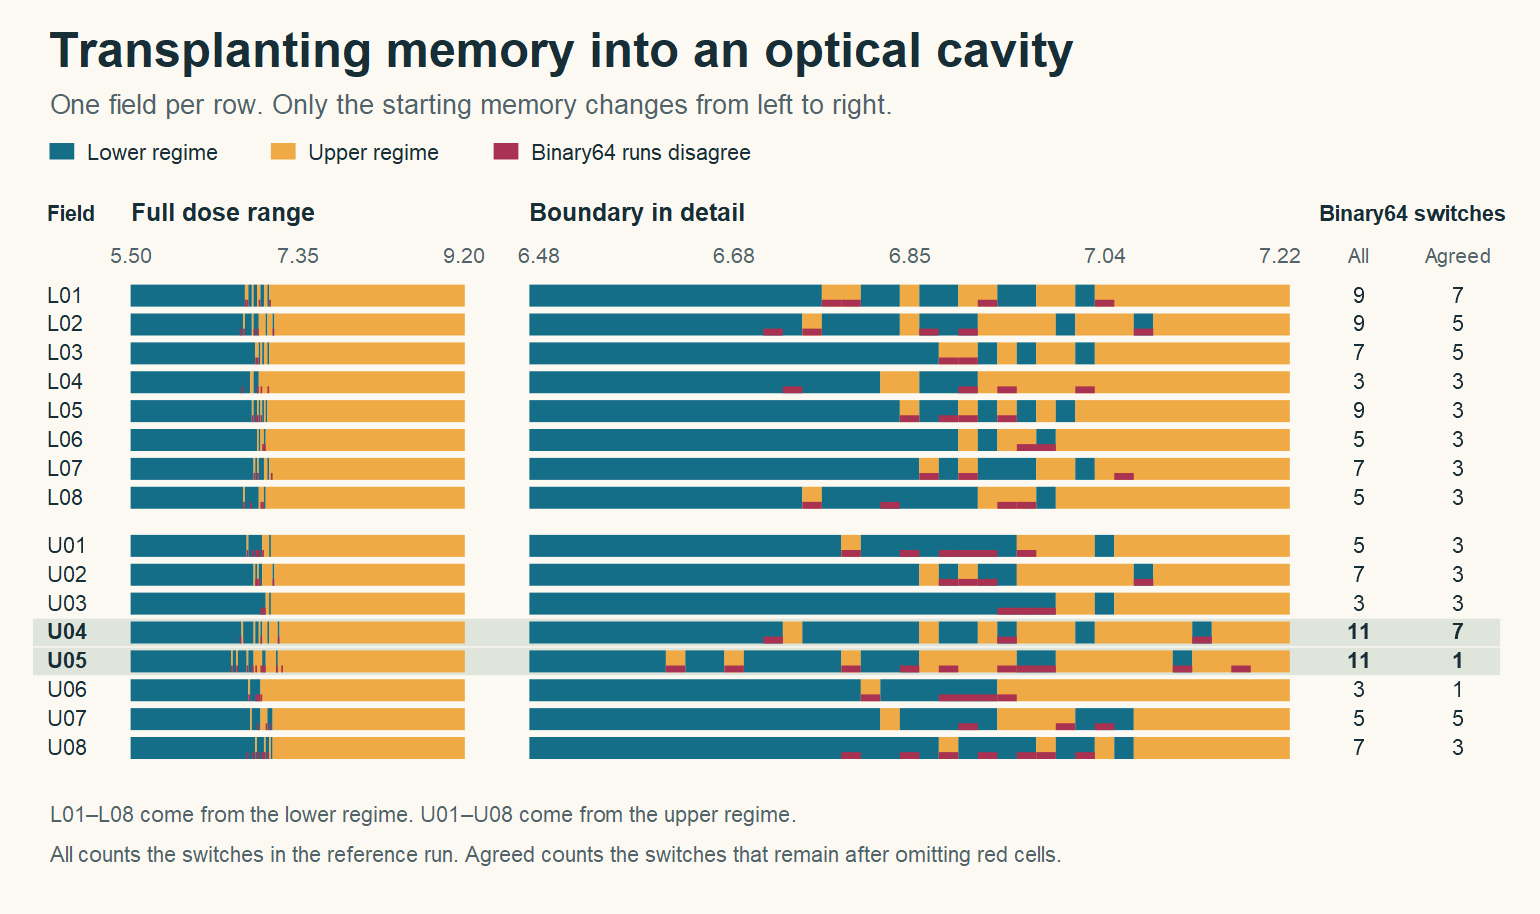 Transplanting memory into an optical cavity
One field per row. Only the starting memory changes from left to right.
Lower regime Upper regime Binary64 runs disagree
Field Full dose range Boundary in detail Binary64 switches
5.50 7.35 9.20 6.48 6.68 6.85 7.04 7.22 All Agreed
L01 9 7
L02 9 5
L03 7 5
L04 3 3
L05 9 3
L06 5 3
L07 7 3
L08 5 3
U01 5 3
U02 7 3
U03 3 3
U04 11 7
U05 11 1
U06 3 1
U07 5 5
U08 7 3
L01–L08 come from the lower regime. U01–U08 come from the upper regime.
All counts the switches in the reference run. Agreed counts the switches that remain after omitting red cells.